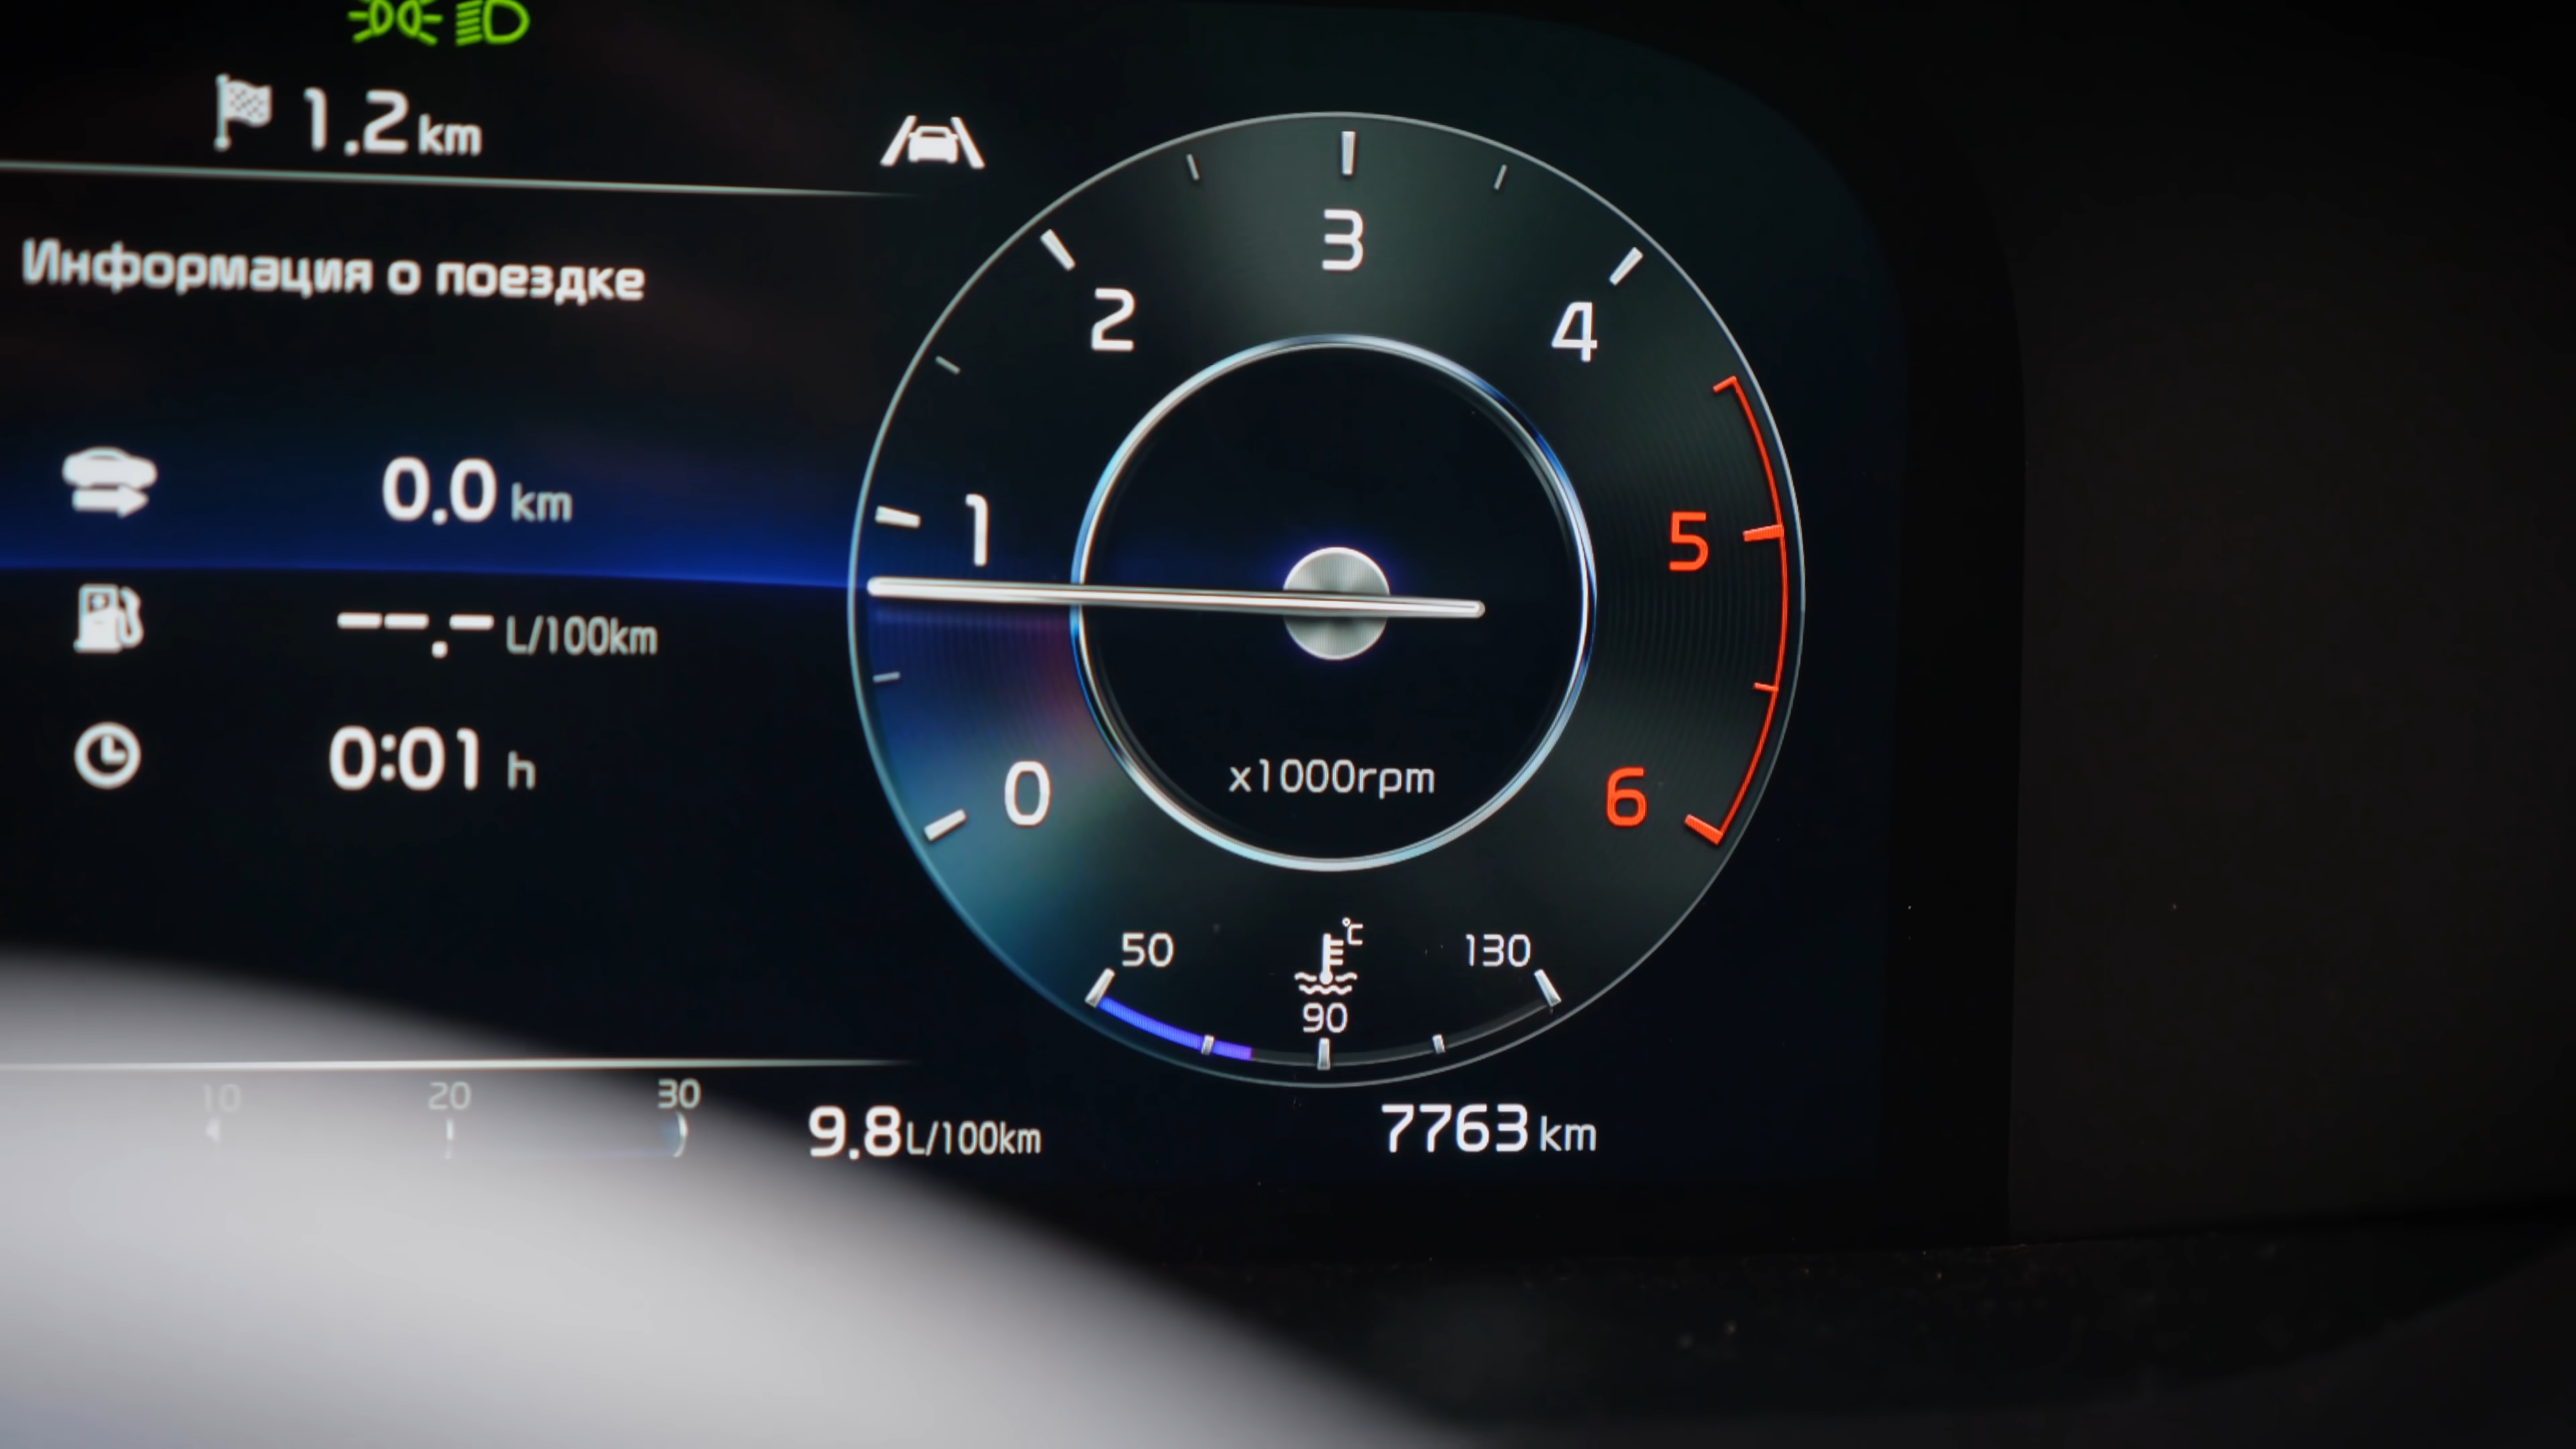 1.2 km
Информация о поездке
0.0 km
--.- L/100km
0:01 h
10 20 30
9.8 L/100km
0
1
2
3
4
5
6
x1000rpm
50
°C
130
90
7763 km